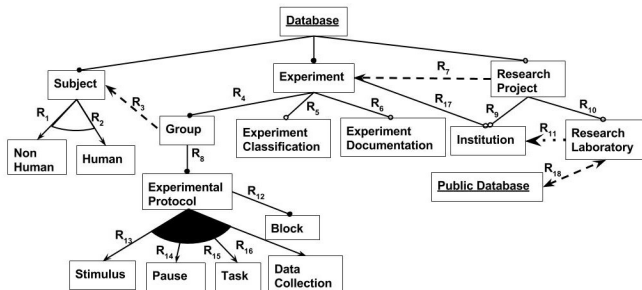 Database
R7
Subject
Experiment
Research
Project
R3
R4
R5
R6
R17
R9
R10
R1
R2
Group
Experiment
Classification
Experiment
Documentation
Institution
R11
Research
Laboratory
Non
Human
Human
R8
R18
Experimental
Protocol
Public Database
R12
Block
R13
R14
R15
R16
Stimulus
Pause
Task
Data
Collection